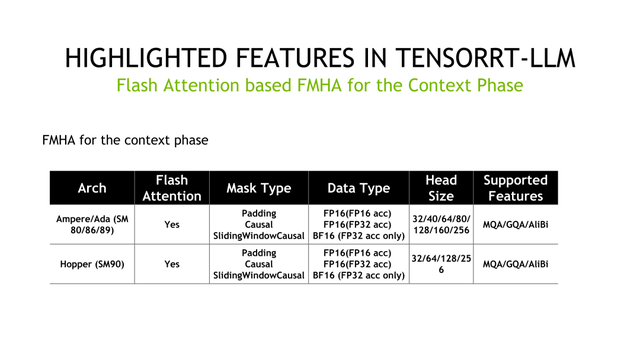 HIGHLIGHTED FEATURES IN TENSORRT-LLM
Flash Attention based FMHA for the Context Phase
FMHA for the context phase
Arch
Flash
Attention
Mask Type
Data Type
Head
Size
Supported
Features
Ampere/Ada (SM
80/86/89)
Yes
Padding
Causal
SlidingWindowCausal
FP16(FP16 acc)
FP16(FP32 acc)
BF16 (FP32 acc only)
32/40/64/80/
128/160/256
MQA/GQA/AliBi
Hopper (SM90)
Yes
Padding
Causal
SlidingWindowCausal
FP16(FP16 acc)
FP16(FP32 acc)
BF16 (FP32 acc only)
32/64/128/25
6
MQA/GQA/AliBi